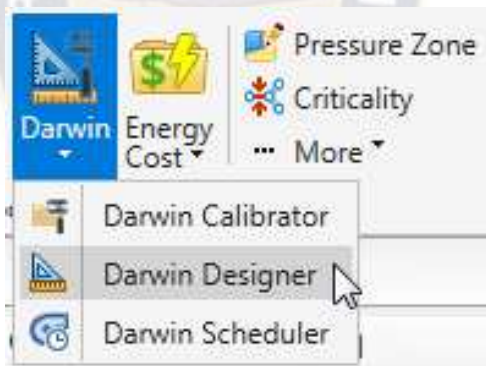 Darwin
Energy
Cost
Pressure Zone
Criticality
More
Darwin Calibrator
Darwin Designer
Darwin Scheduler